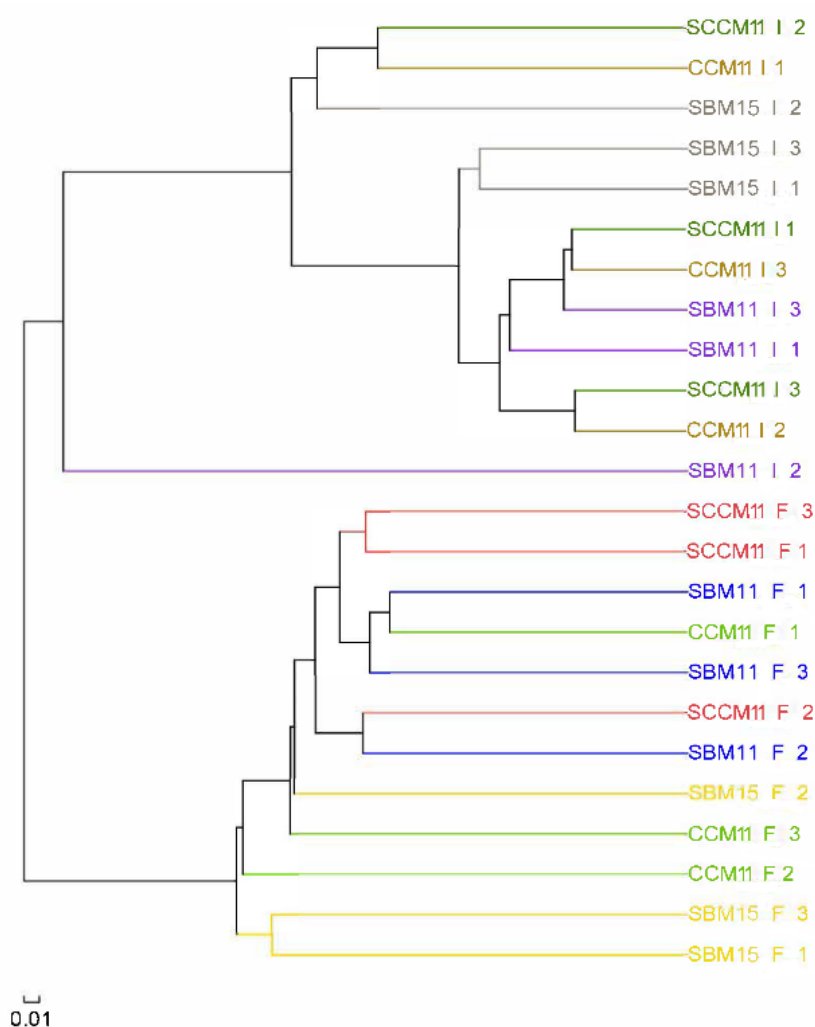 SCCM11 I 2
CCM11 I 1
SBM15 I 2
SBM15 I 3
SBM15 I 1
SCCM11 I 1
CCM11 I 3
SBM11 I 3
SBM11 I 1
SCCM11 I 3
CCM11 I 2
SBM11 I 2
SCCM11 F 3
SCCM11 F 1
SBM11 F 1
CCM11 F 1
SBM11 F 3
SCCM11 F 2
SBM11 F 2
SBM15 F 2
CCM11 F 3
CCM11 F 2
SBM15 F 3
SBM15 F 1
0.01